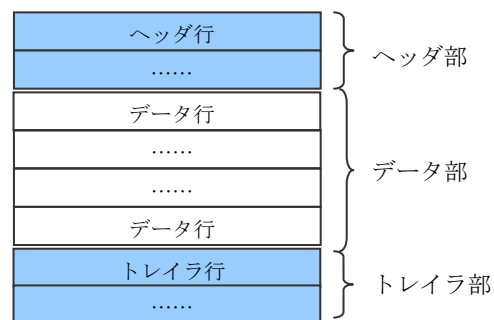 ヘッダ行
……
ヘッダ部
データ行
……
……
データ行
データ部
トレイラ行
……
トレイラ部